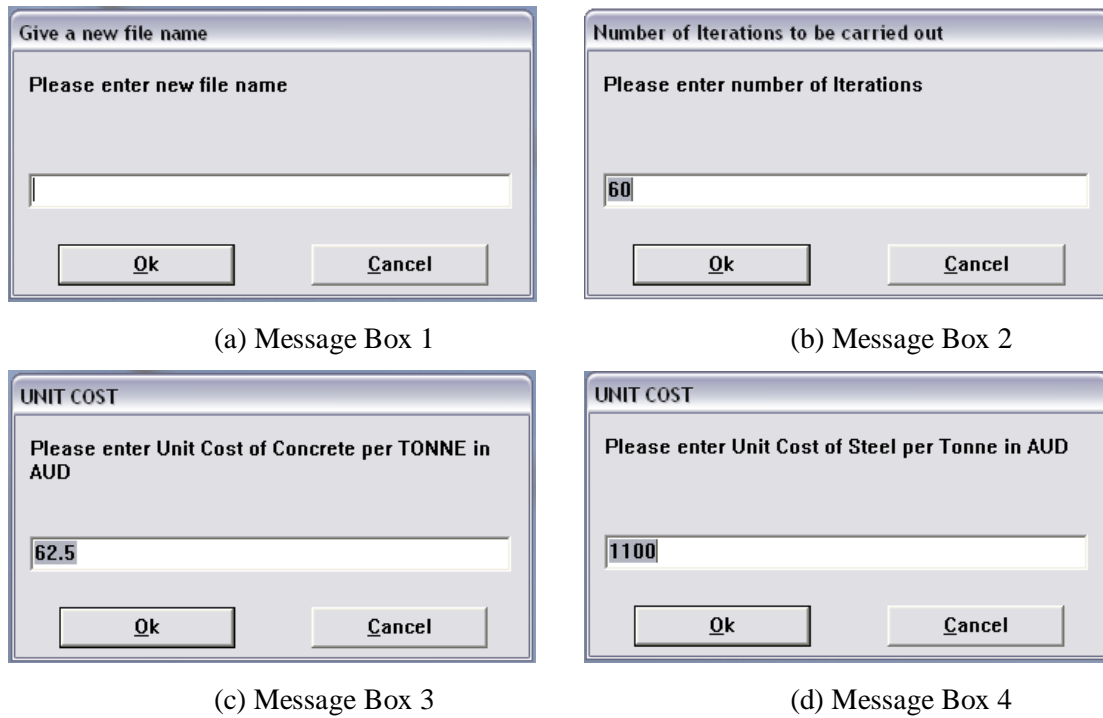 Give a new file name
Please enter new file name
Ok
Cancel
(a) Message Box 1
Number of Iterations to be carried out
Please enter number of Iterations
60
Ok
Cancel
(b) Message Box 2
UNIT COST
Please enter Unit Cost of Concrete per TONNE in
AUD
62.5
Ok
Cancel
(c) Message Box 3
UNIT COST
Please enter Unit Cost of Steel per Tonne in AUD
1100
Ok
Cancel
(d) Message Box 4